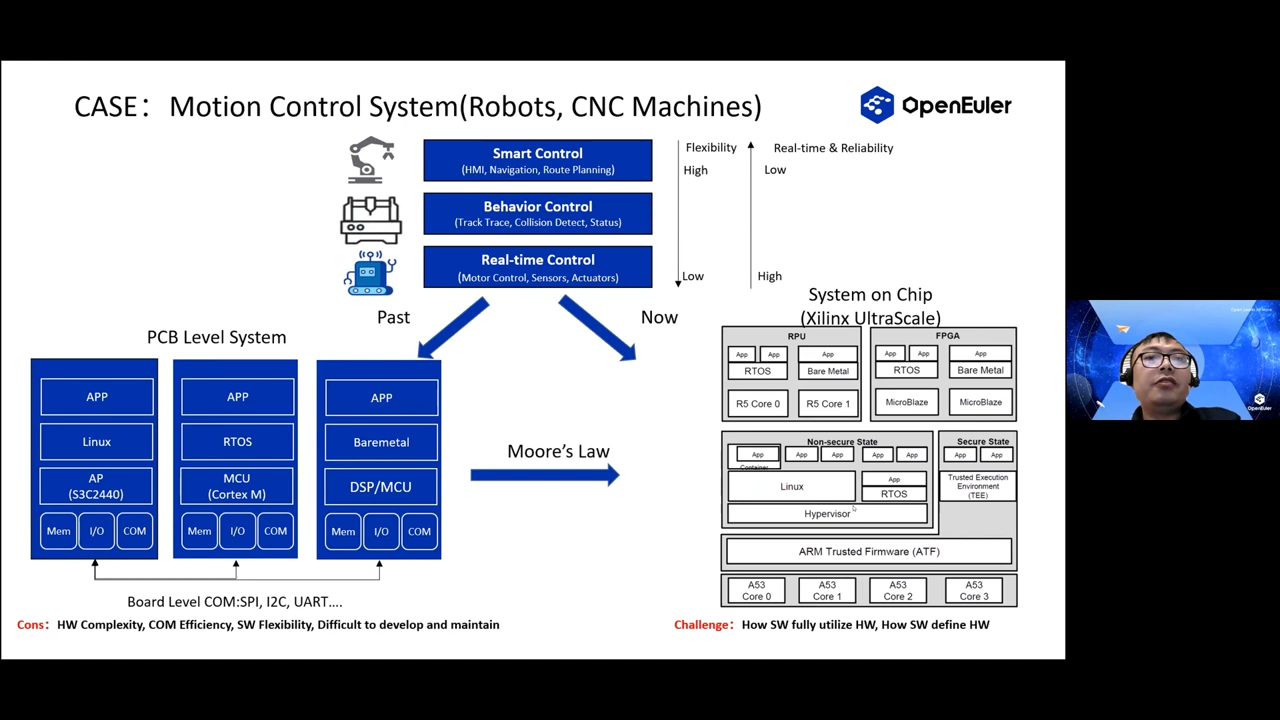 CASE： Motion Control System(Robots, CNC Machines)
OpenEuler
Smart Control
(HMI, Navigation, Route Planning)
Behavior Control
(Track Trace, Collision Detect, Status)
Real-time Control
(Motor Control, Sensors, Actuators)
Flexibility
High
Low
Real-time & Reliability
Low
High
Past
Now
PCB Level System
APP
Linux
AP
(S3C2440)
Mem
I/O
COM
APP
RTOS
MCU
(Cortex M)
Mem
I/O
COM
APP
Baremetal
DSP/MCU
Mem
I/O
COM
Board Level COM:SPI, I2C, UART....
Cons： HW Complexity, COM Efficiency, SW Flexibility, Difficult to develop and maintain
Moore's Law
System on Chip
(Xilinx UltraScale)
RPU
App
App
RTOS
R5 Core 0
App
Bare Metal
R5 Core 1
FPGA
App
App
RTOS
MicroBlaze
App
Bare Metal
MicroBlaze
Non-secure State
App
Container
App
App
App
App
Linux
App
RTOS
Hypervisor
Secure State
App
App
Trusted Execution
Environment
(TEE)
ARM Trusted Firmware (ATF)
A53
Core 0
A53
Core 1
A53
Core 2
A53
Core 3
Challenge： How SW fully utilize HW, How SW define HW
OpenEuler